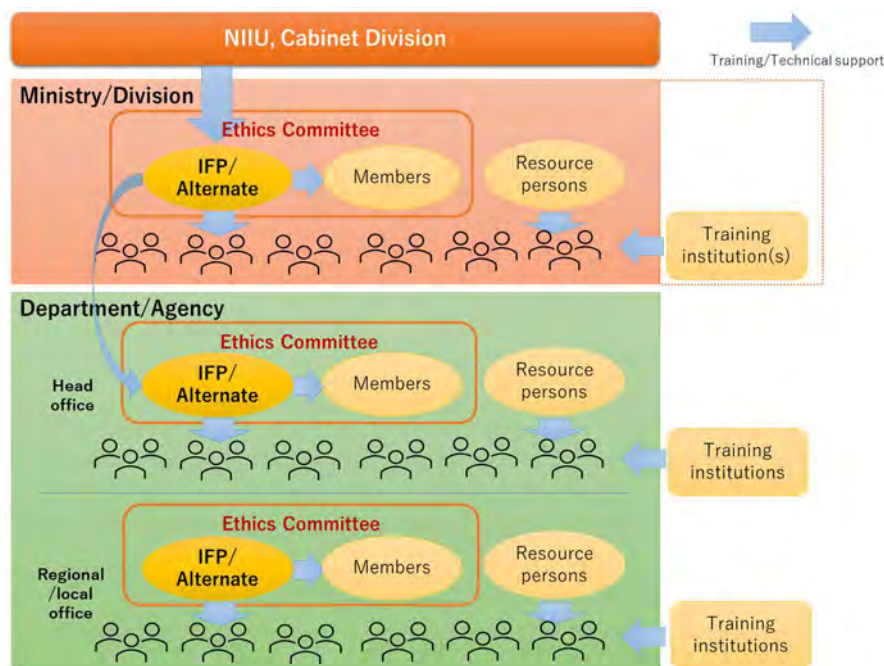 NIIU, Cabinet Division
Training/Technical support
Ministry/Division
Ethics Committee
IFP/
Alternate
Members
Resource
persons
Training
institution(s)
Department/Agency
Ethics Committee
Head
office
IFP/
Alternate
Members
Resource
persons
Training
institutions
Ethics Committee
Regional
/local
office
IFP/
Alternate
Members
Resource
persons
Training
institutions